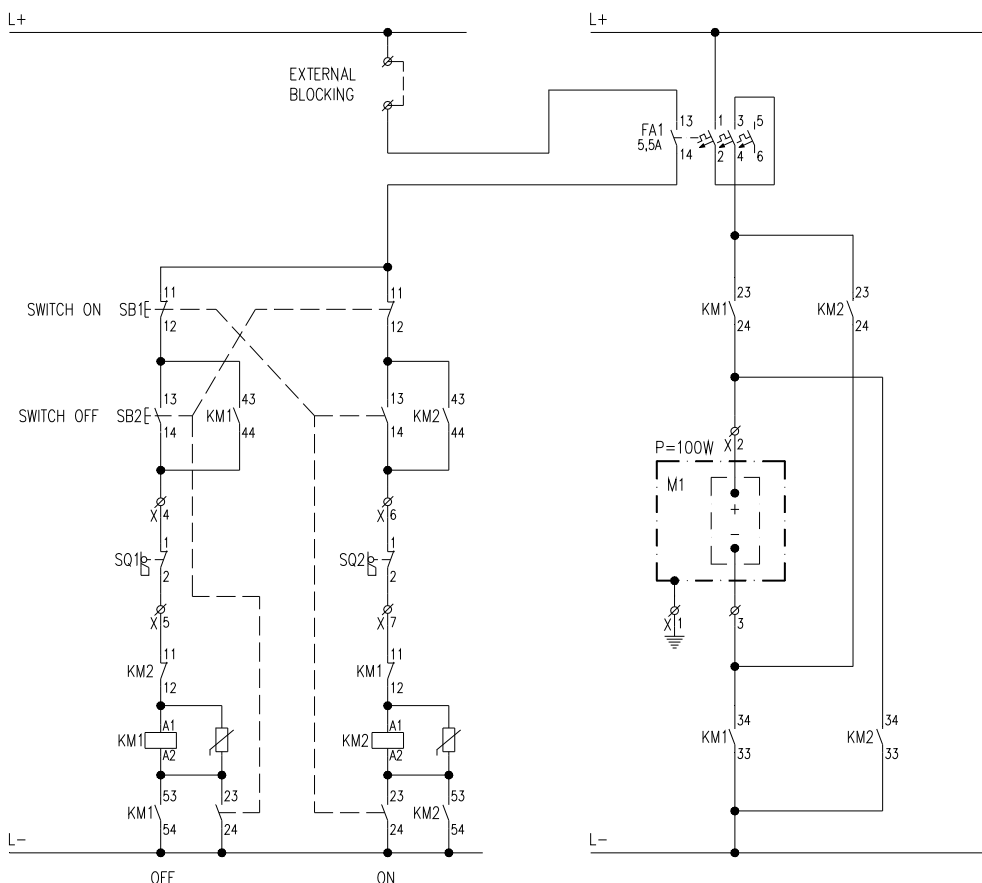 L+ L+
EXTERNAL
BLOCKING
13 1 3 5
FA1
5,5A
14 2 4 6
11 11
SWITCH ON SB1
12 12
23 23
KM1 KM2
24 24
13 43 13 43
SWITCH OFF SB2 KM1 KM2
14 44 14 44
P=100W X 2
M1
+
−
X 4 X 6
1 1
SQ1 SQ2
2 2
X 5 X 7
X 1 3
11 11
KM2 KM1
12 12
A1 A1
KM1 KM2
A2 A2
34 34
KM1 KM2
33 33
53 23 23 53
KM1 KM2
54 24 24 54
L− L−
OFF ON